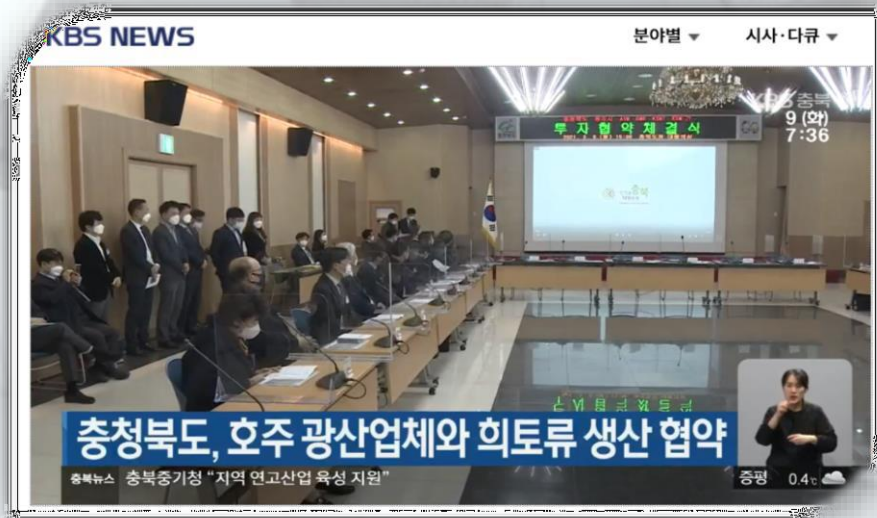 KBS NEWS
분야별 ▼ 시사·다큐 ▼
KBS 충북
9 (화)
7:36
투자협약체결식
충북
충청북도, 호주 광산업체와 희토류 생산 협약
충북뉴스 충북중기청 “지역 연고산업 육성 지원”
증평 0.4℃